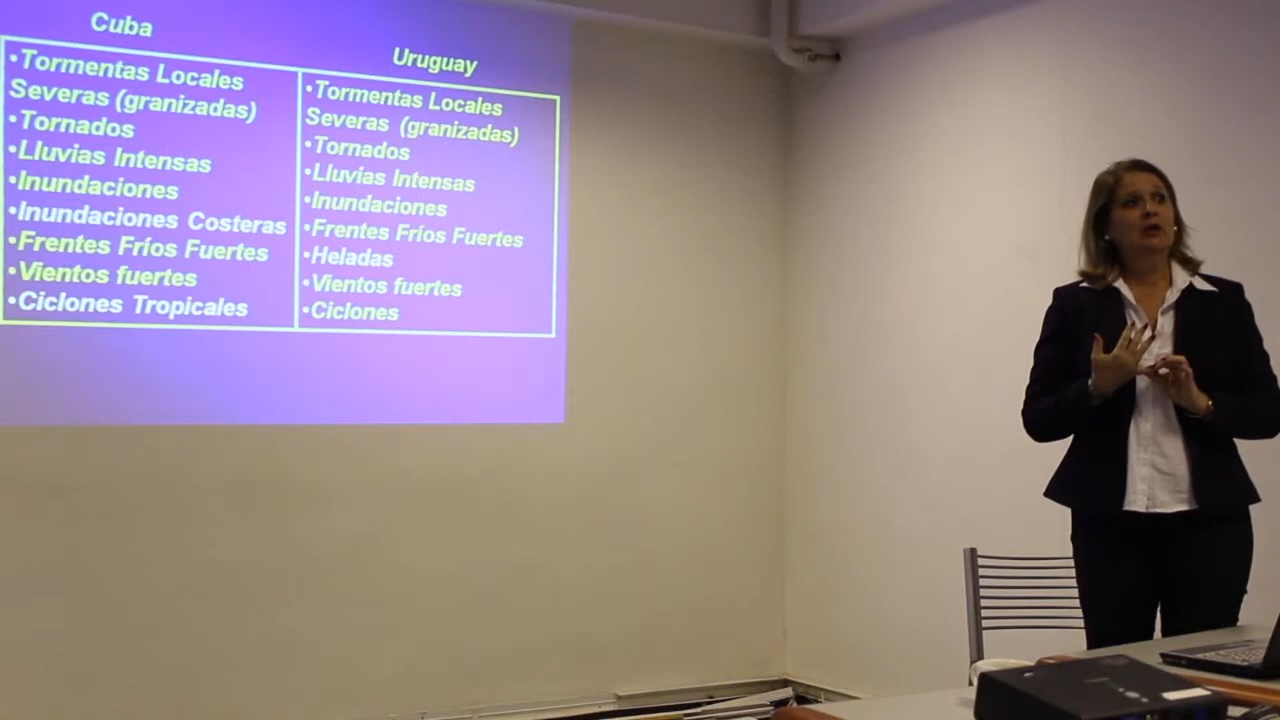 Cuba
•Tormentas Locales
Severas (granizadas)
•Tornados
•Lluvias Intensas
•Inundaciones
•Inundaciones Costeras
•Frentes Fríos Fuertes
•Vientos fuertes
•Ciclones Tropicales
Uruguay
•Tormentas Locales
Severas (granizadas)
•Tornados
•Lluvias Intensas
•Inundaciones
•Frentes Fríos Fuertes
•Heladas
•Vientos fuertes
•Ciclones